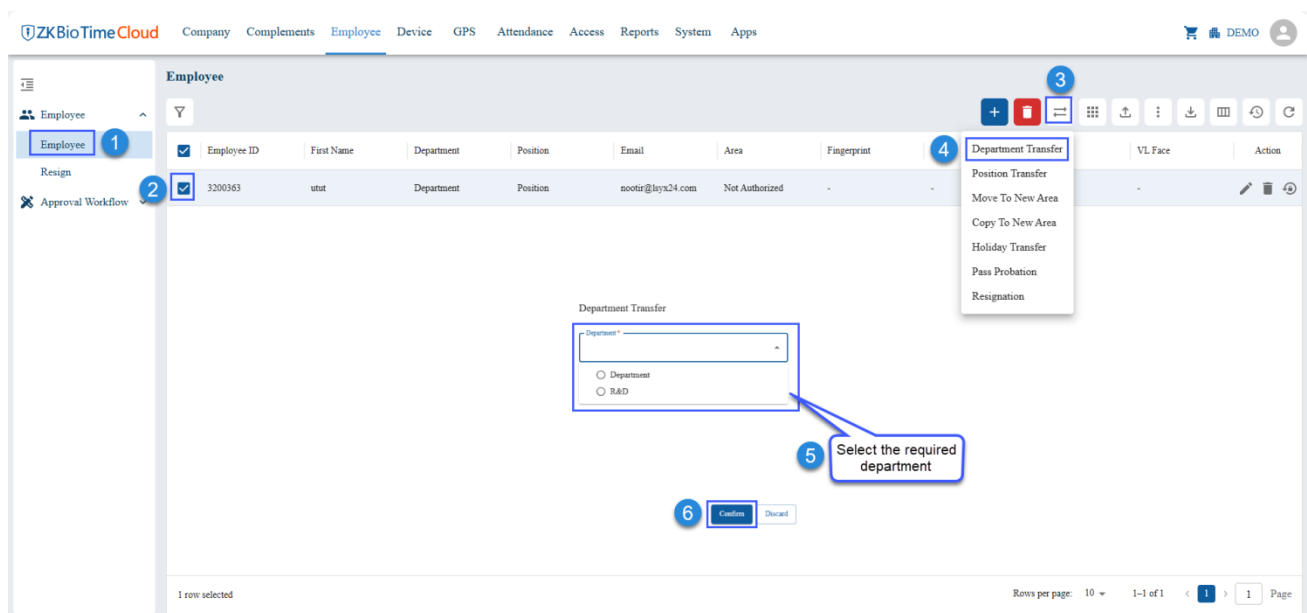 ZKBioTime Cloud Company Complements Employee Device GPS Attendance Access Reports System Apps DEMO
Employee
3
Employee
Employee
1
Resign
Approval Workflow
2
Employee ID First Name Department Position Email Area Fingerprint VL Face Action
3200363 utut Department Position nootir@lsyx24.com Not Authorized - - -
4
Department Transfer
Position Transfer
Move To New Area
Copy To New Area
Holiday Transfer
Pass Probation
Resignation
Department Transfer
Department *
Department
R&D
5
Select the required
department
6
Confirm Discard
1 row selected Rows per page: 10 1–1 of 1 < 1 > 1 Page